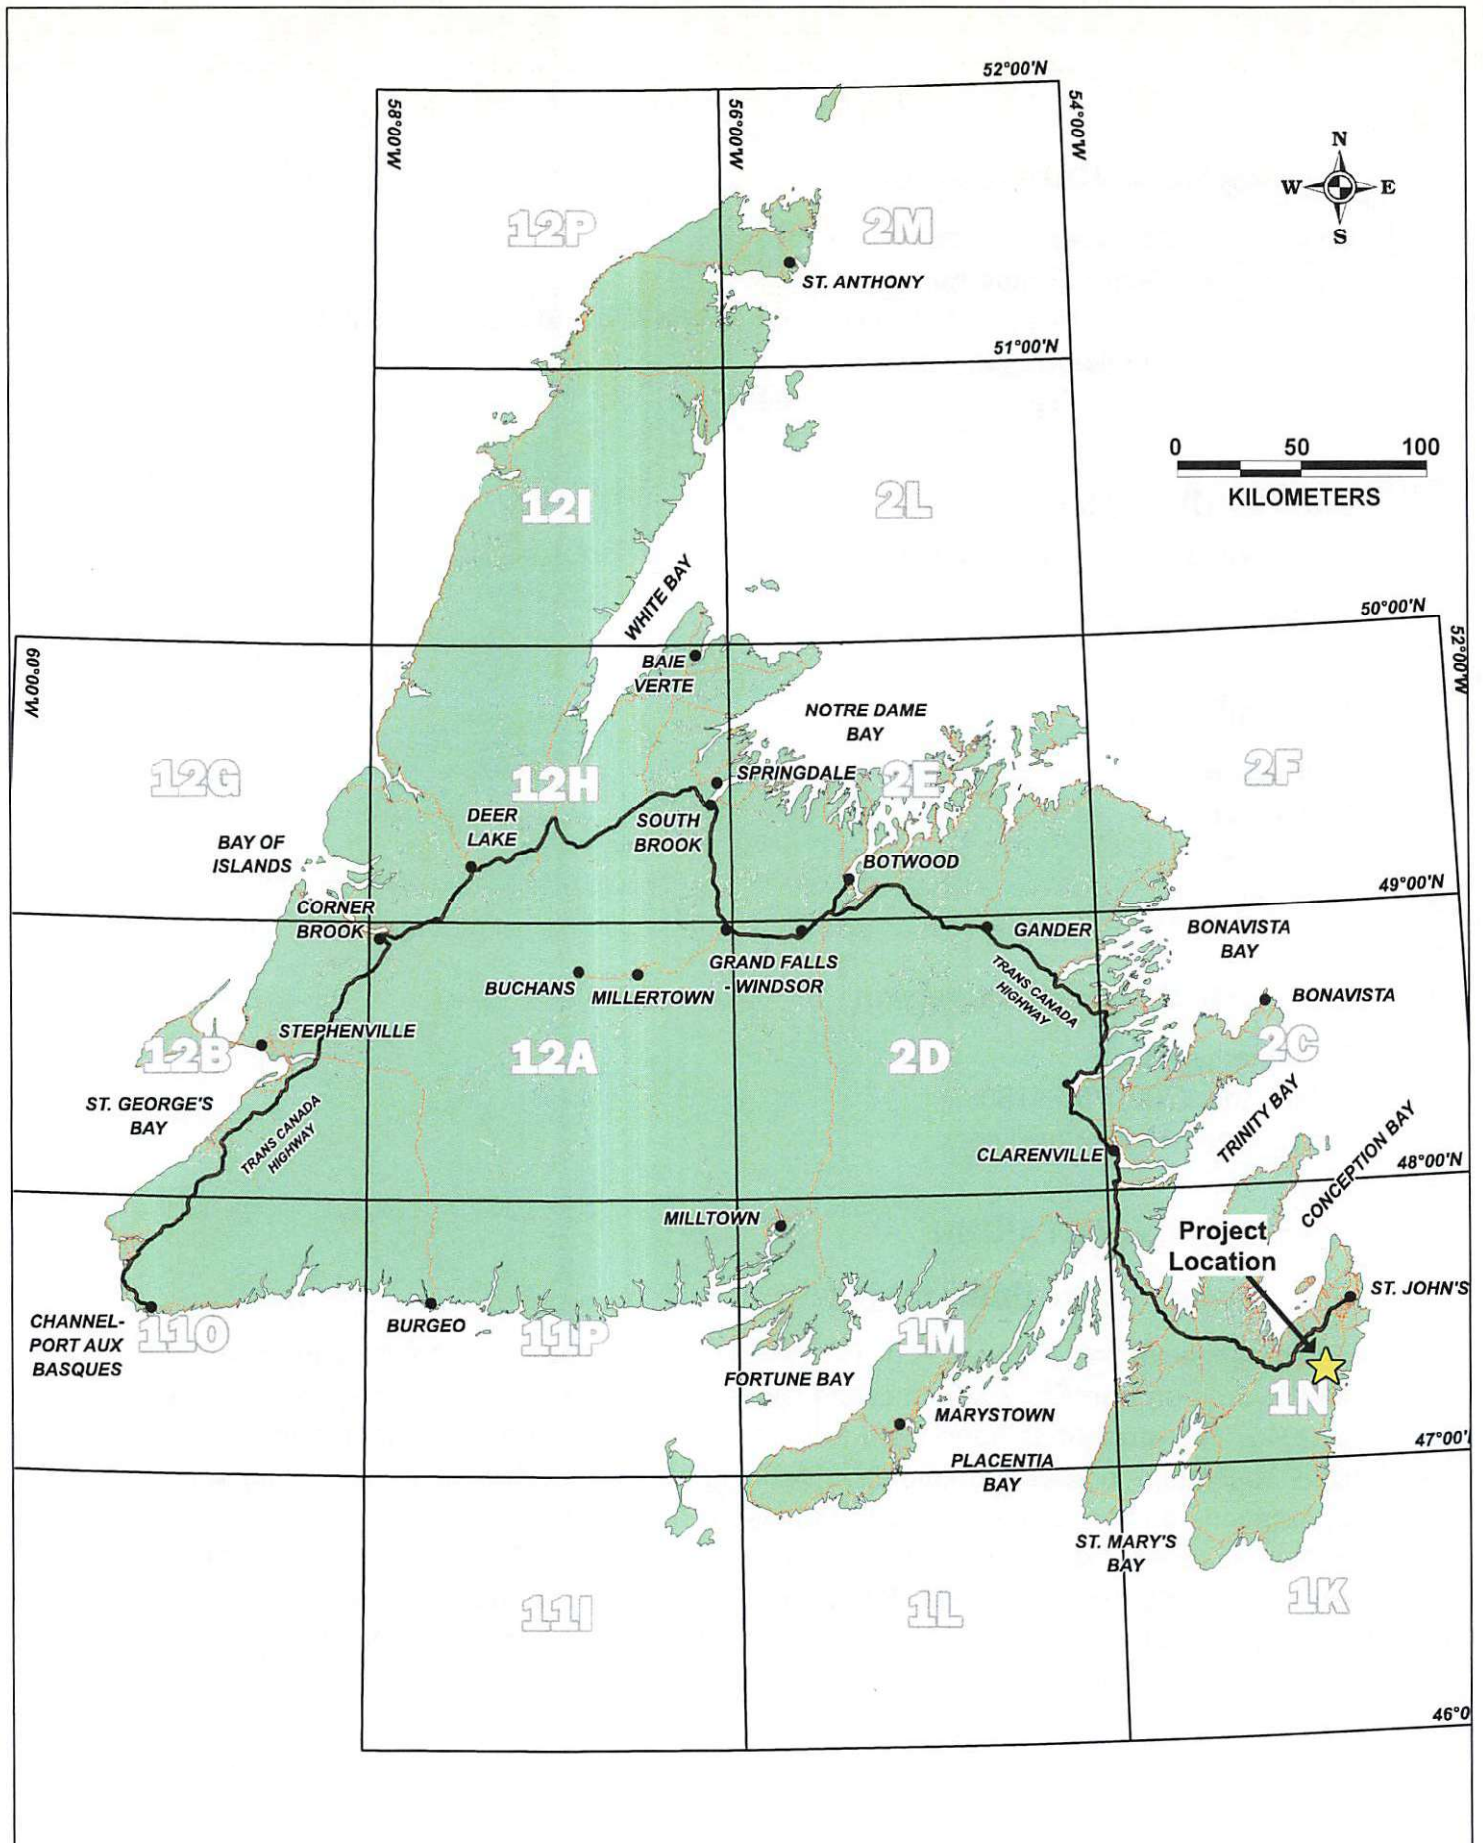 52°00'N
58°00'W
56°00'W
54°00'W
N
W E
S
12P
2M
ST. ANTHONY
51°00'N
0 50 100
KILOMETERS
12I
2L
WHITE BAY
50°00'N
52°00'W
60°00'W
BAIE
VERTE
NOTRE DAME
BAY
12G
12H
SPRINGDALE
2E
2F
DEER
LAKE
SOUTH
BROOK
BAY OF
ISLANDS
BOTWOOD
49°00'N
CORNER
BROOK
GANDER
BONAVISTA
BAY
GRAND FALLS
- WINDSOR
BUCHANS
MILLERTOWN
TRANS CANADA
HIGHWAY
BONAVISTA
STEPHENVILLE
12B
12A
2D
2C
ST. GEORGE'S
BAY
TRANS CANADA
HIGHWAY
TRINITY BAY
CONCEPTION BAY
CLARENVILLE
48°00'N
MILLTOWN
Project
Location
ST. JOHN'S
CHANNEL-
PORT AUX
BASQUES
11O
BURGEO
11P
1M
FORTUNE BAY
1N
MARYSTOWN
47°00'
PLACENTIA
BAY
ST. MARY'S
BAY
11I
1L
1K
46°0